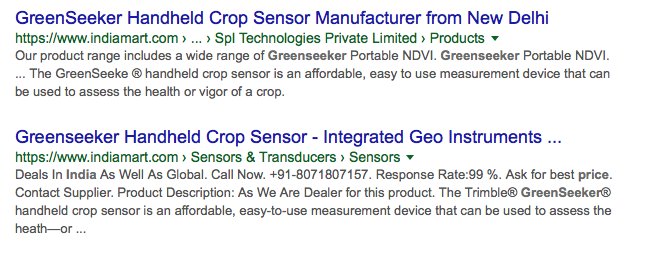 GreenSeeker Handheld Crop Sensor Manufacturer from New Delhi
https://www.indiamart.com › ... › Spl Technologies Private Limited › Products
Our product range includes a wide range of Greenseeker Portable NDVI. Greenseeker Portable NDVI.
... The GreenSeeke ® handheld crop sensor is an affordable, easy to use measurement device that can
be used to assess the health or vigor of a crop.
Greenseeker Handheld Crop Sensor - Integrated Geo Instruments ...
https://www.indiamart.com › Sensors & Transducers › Sensors
Deals In India As Well As Global. Call Now. +91-8071807157. Response Rate:99 %. Ask for best price.
Contact Supplier. Product Description: As We Are Dealer for this product. The Trimble® GreenSeeker®
handheld crop sensor is an affordable, easy-to-use measurement device that can be used to assess the
heath—or ...